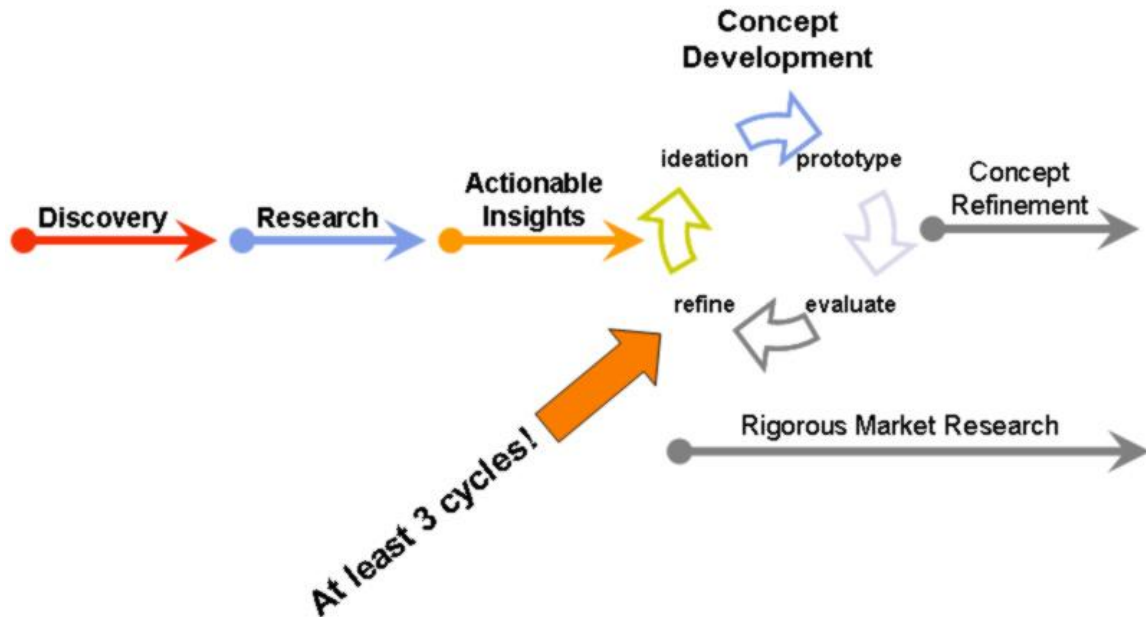 Concept
Development
ideation
prototype
Discovery
Research
Actionable
Insights
Concept
Refinement
refine
evaluate
Rigorous Market Research
At least 3 cycles!